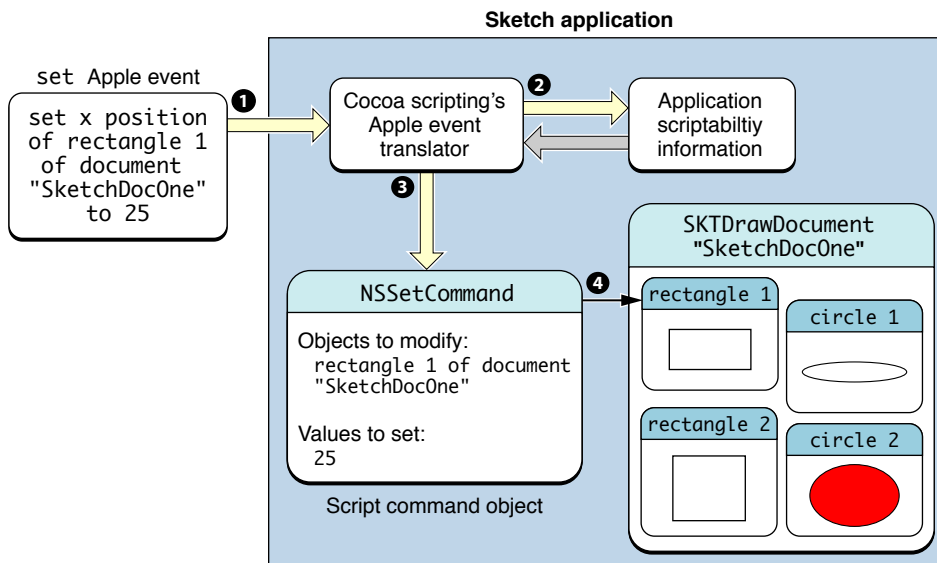 Sketch application
set Apple event
set x position
of rectangle 1
of document
"SketchDocOne"
to 25
1
Cocoa scripting's
Apple event
translator
2
Application
scriptabiltiy
information
3
NSSetCommand
Objects to modify:
rectangle 1 of document
"SketchDocOne"
Values to set:
25
Script command object
4
SKTDrawDocument
"SketchDocOne"
rectangle 1
circle 1
rectangle 2
circle 2